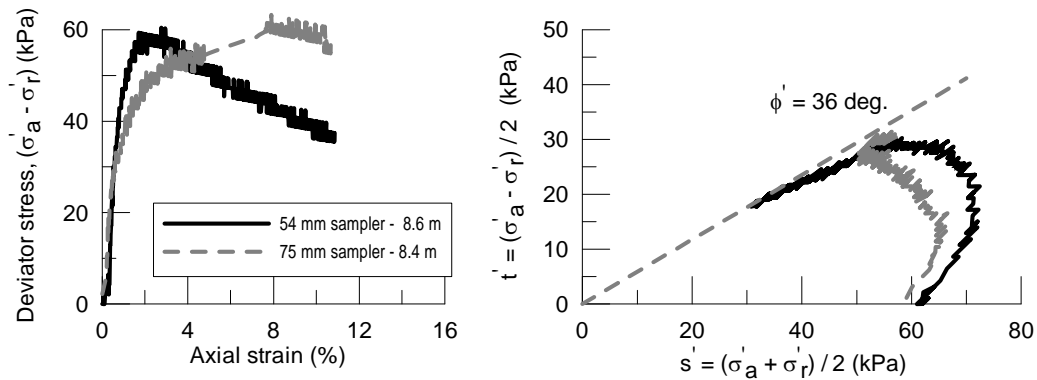 Deviator stress, (σ'a - σ'r) (kPa)
60
40
20
0
0 4 8 12 16
Axial strain (%)
54 mm sampler - 8.6 m
75 mm sampler - 8.4 m
t' = (σ'a - σ'r) / 2 (kPa)
50
40
30
20
10
0
0 20 40 60 80
s' = (σ'a + σ'r) / 2 (kPa)
ϕ' = 36 deg.